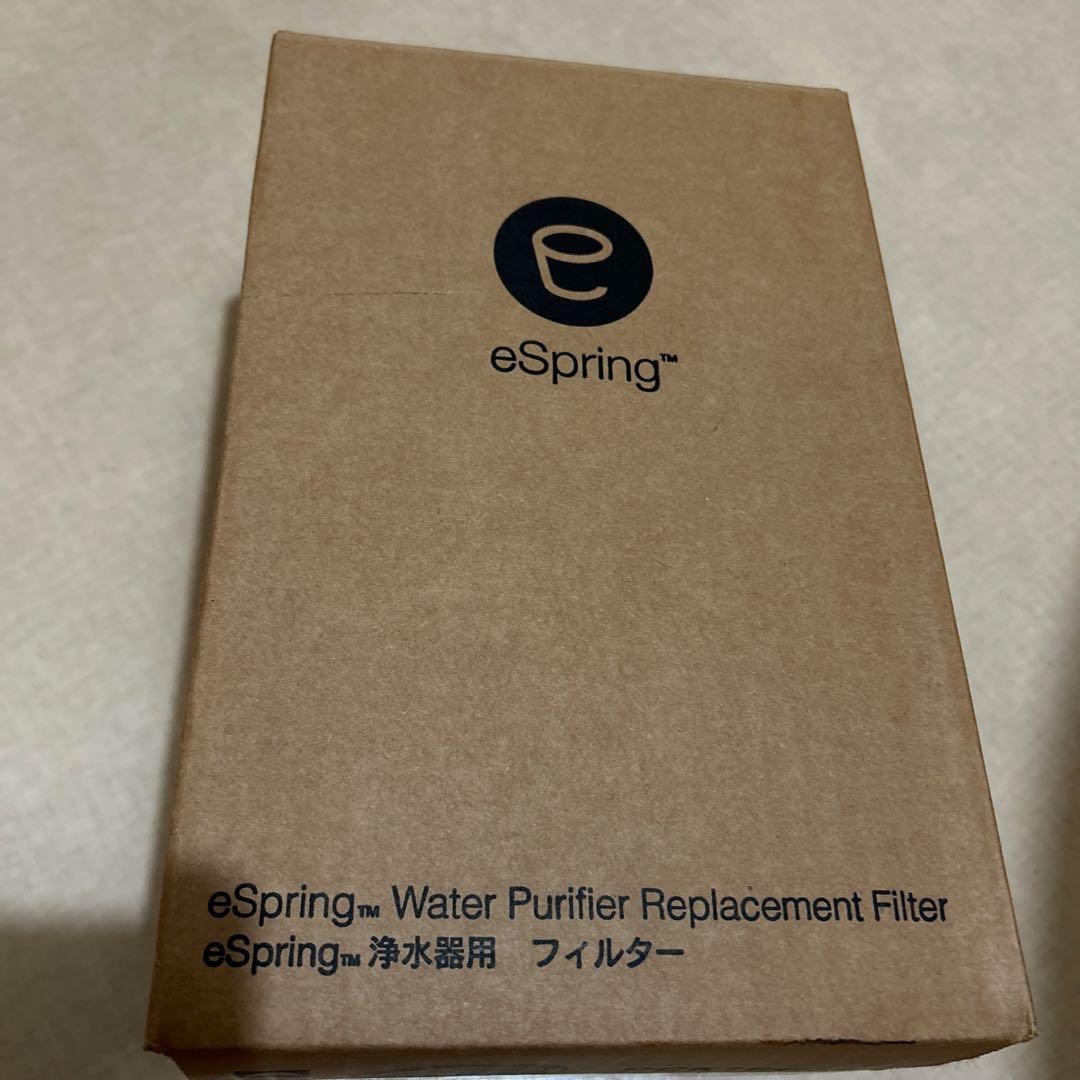 eSpring™
eSpring™ Water Purifier Replacement Filter
eSpring™ 浄水器用　フィルター